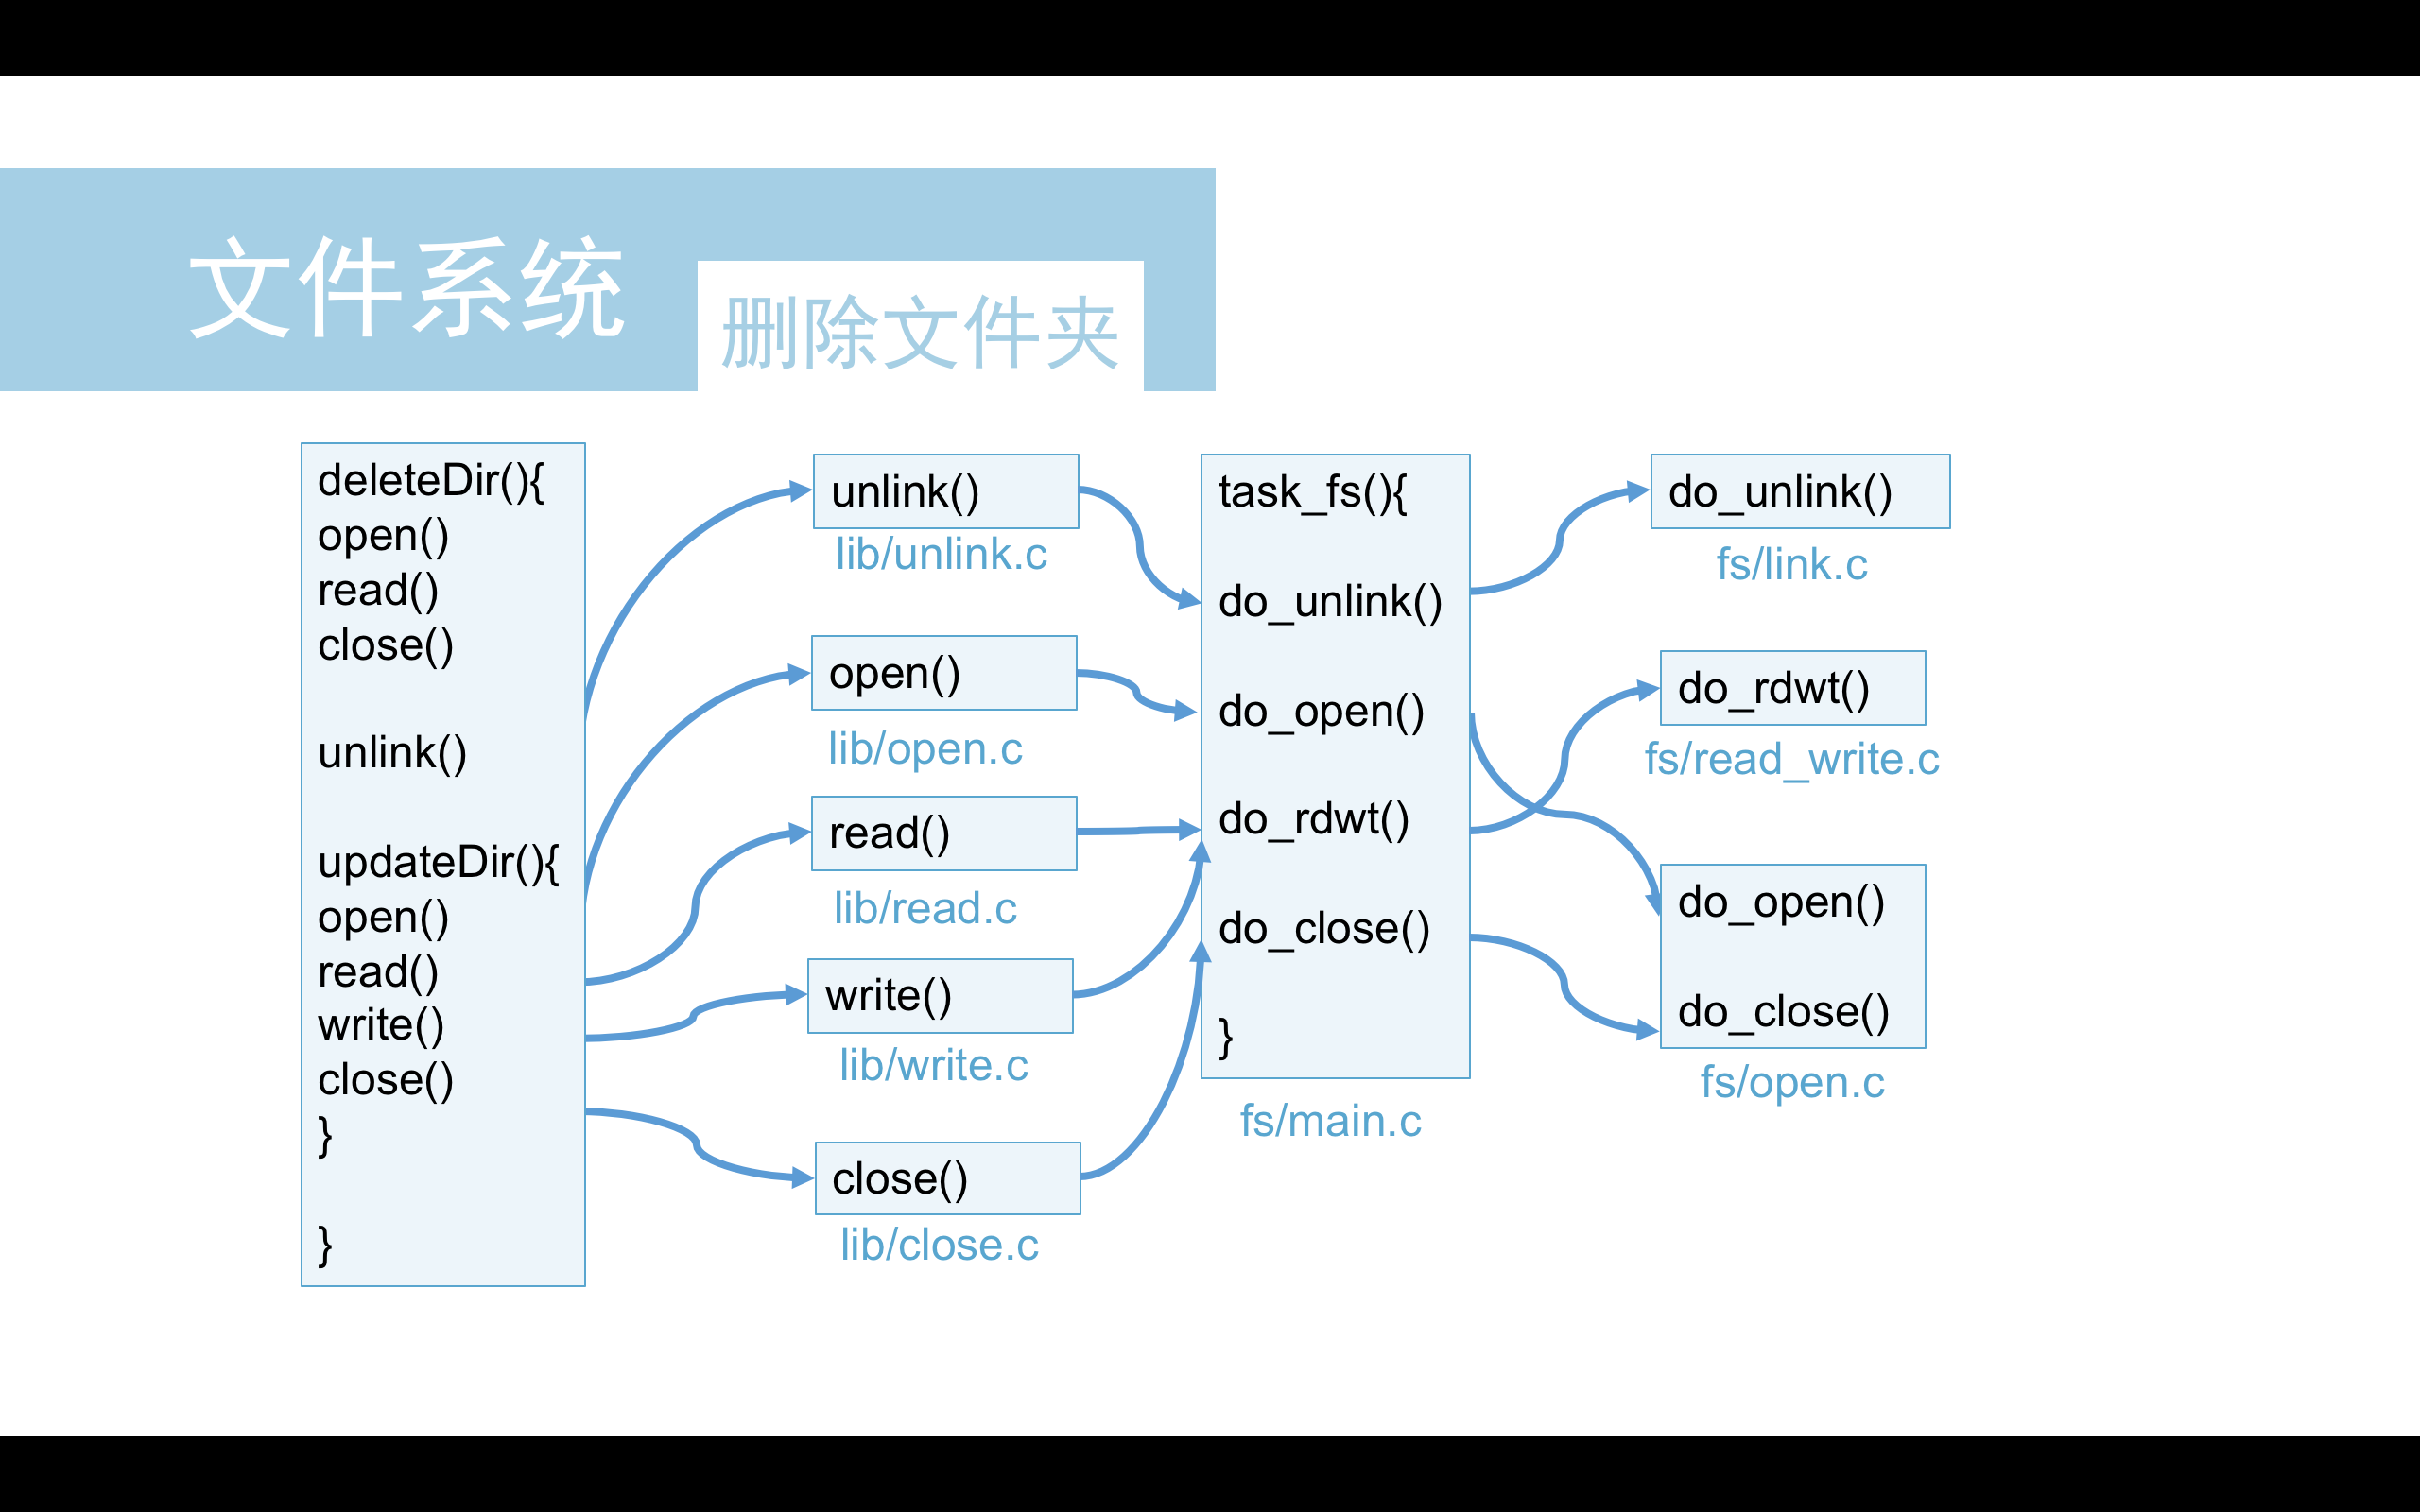 文件系统
删除文件夹
deleteDir(){
open()
read()
close()
unlink()
updateDir(){
open()
read()
write()
close()
}
}
unlink()
lib/unlink.c
open()
lib/open.c
read()
lib/read.c
write()
lib/write.c
close()
lib/close.c
task_fs(){
do_unlink()
do_open()
do_rdwt()
do_close()
}
fs/main.c
do_unlink()
fs/link.c
do_rdwt()
fs/read_write.c
do_open()
do_close()
fs/open.c